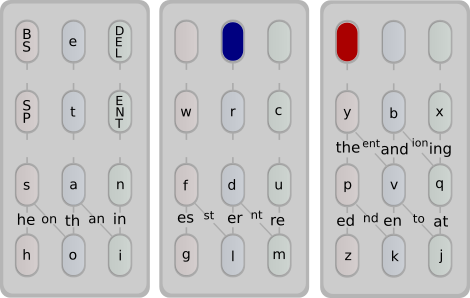 BS e DEL
SP t ENT w r c y b x
the ent and ion ing
s a n f d u p v q
he on th an in es st er nt re ed nd en to at
h o i g l m z k j